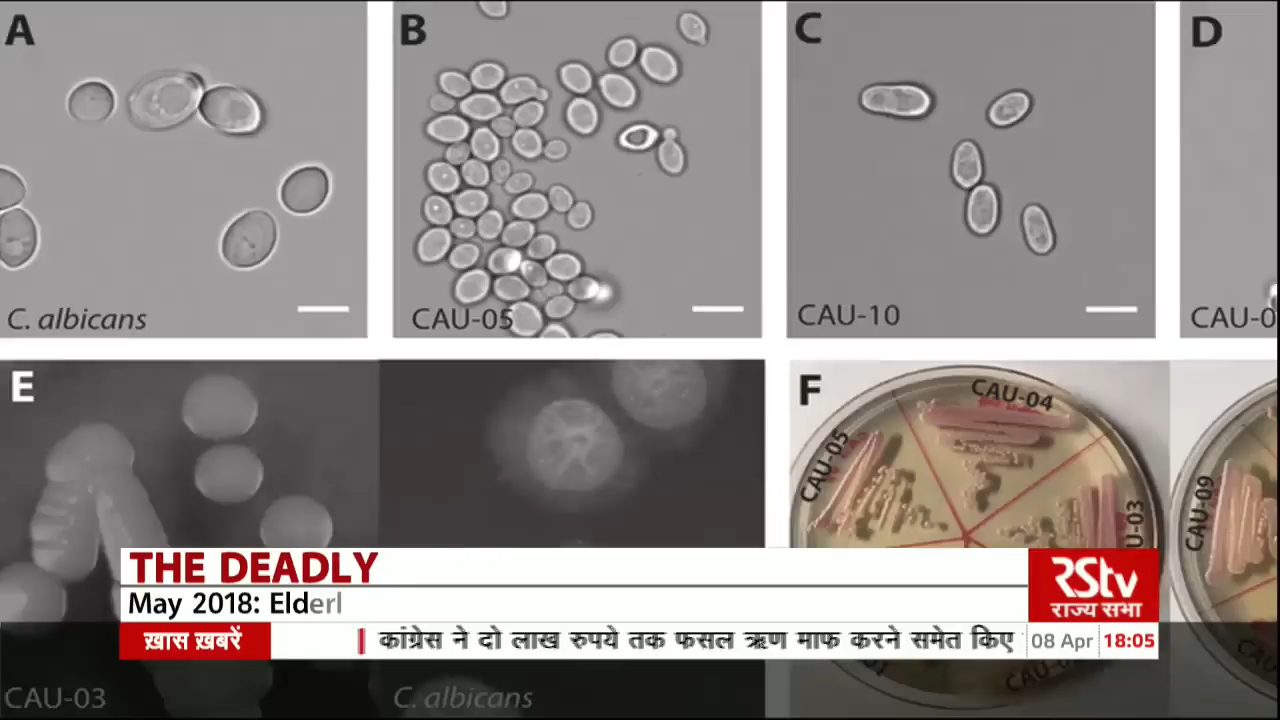 A
B
C
D
C. albicans
CAU-05
CAU-10
CAU-0
E
F
CAU-04
CAU-05
U-03
CAU-09
THE DEADLY
May 2018: Elderl
RStv
राज्य सभा
ख़ास ख़बरें
कांग्रेस ने दो लाख रुपये तक फसल ऋण माफ करने समेत किए
08 Apr
18:05
CAU-03
C. albicans